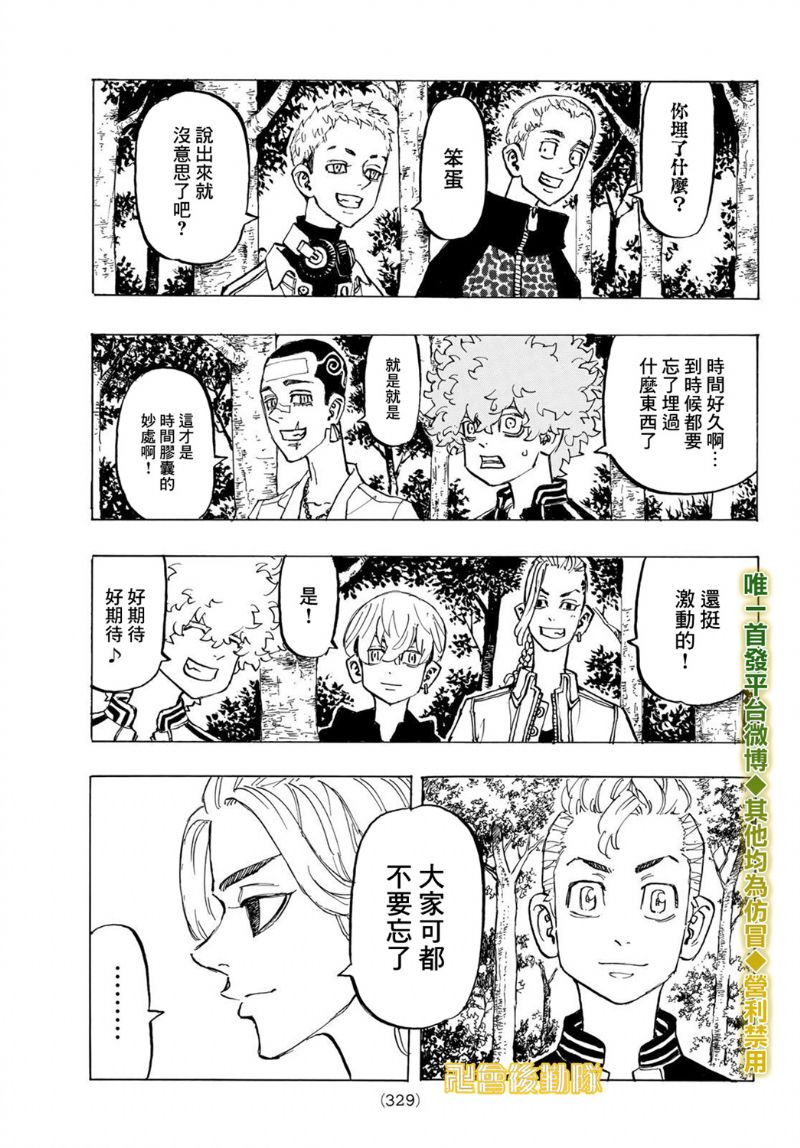 你埋了什麼？
笨蛋
說出來就
沒意思了吧？
時間好久啊…
到時候都要
忘了埋過
什麼東西了
就是就是
這才是
時間膠囊的
妙處啊！
還挺
激動的！
是！
好期待
好期待♪
大家可都
不要忘了
………
唯一首發平台微博◆其他均為仿冒◆營利禁用
卍會後勤隊
(329)